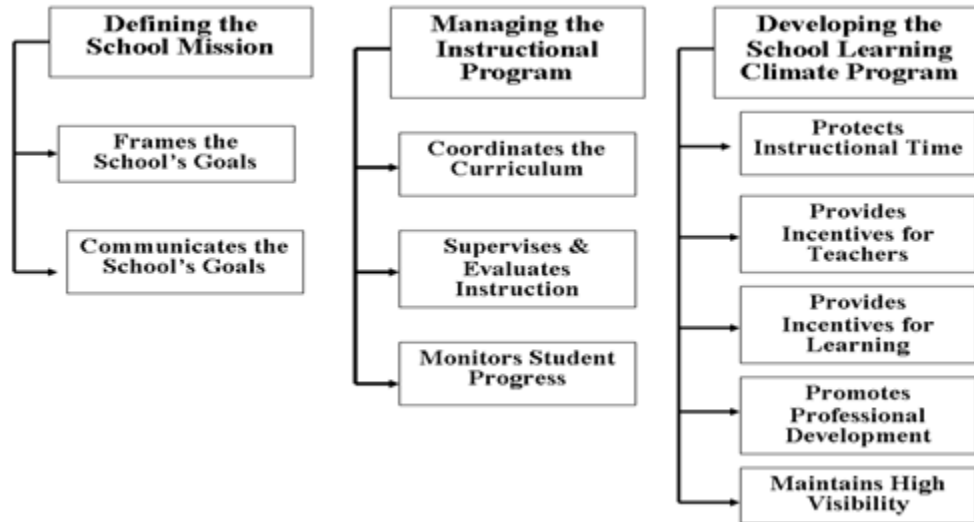 Defining the
School Mission
Frames the
School's Goals
Communicates the
School's Goals
Managing the
Instructional
Program
Coordinates the
Curriculum
Supervises &
Evaluates
Instruction
Monitors Student
Progress
Developing the
School Learning
Climate Program
Protects
Instructional Time
Provides
Incentives for
Teachers
Provides
Incentives for
Learning
Promotes
Professional
Development
Maintains High
Visibility